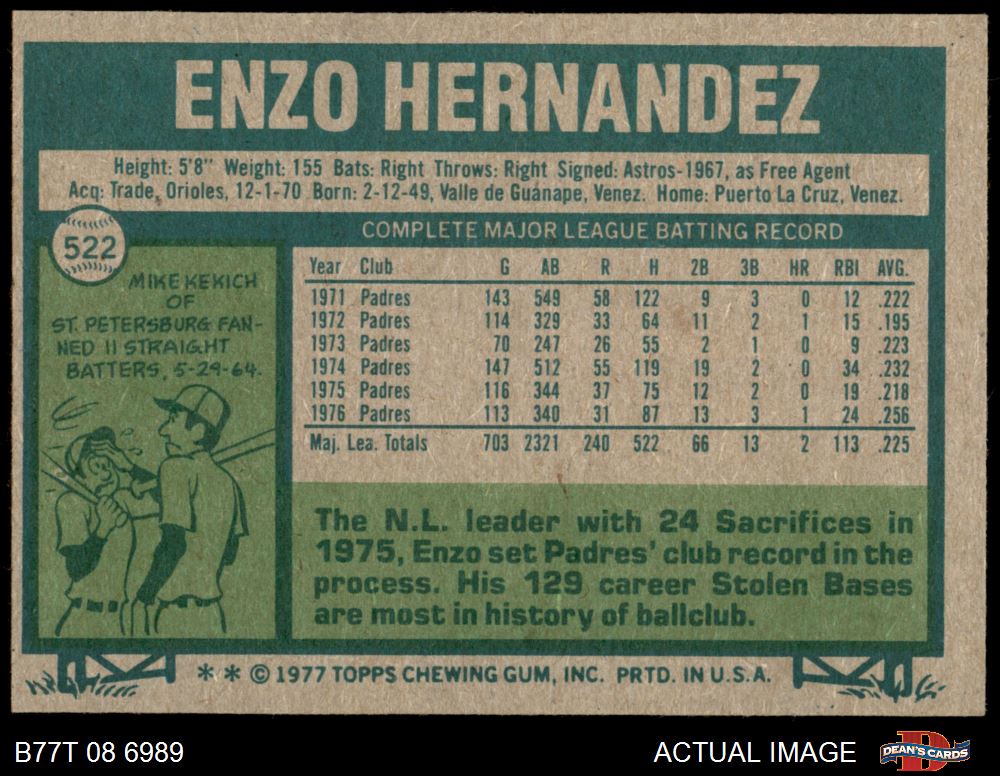 ENZO HERNANDEZ
Height: 5'8" Weight: 155 Bats: Right Throws: Right Signed: Astros-1967, as Free Agent
Acq: Trade, Orioles, 12-1-70 Born: 2-12-49, Valle de Guanape, Venez. Home: Puerto La Cruz, Venez.
522
MIKE KEKICH
OF
ST. PETERSBURG FAN-
NED 11 STRAIGHT
BATTERS, 5-29-64.
COMPLETE MAJOR LEAGUE BATTING RECORD
Year Club G AB R H 2B 3B HR RBI AVG.
1971 Padres 143 549 58 122 9 3 0 12 .222
1972 Padres 114 329 33 64 11 2 1 15 .195
1973 Padres 70 247 26 55 2 1 0 9 .223
1974 Padres 147 512 55 119 19 2 0 34 .232
1975 Padres 116 344 37 75 12 2 0 19 .218
1976 Padres 113 340 31 87 13 3 1 24 .256
Maj. Lea. Totals 703 2321 240 522 66 13 2 113 .225
The N.L. leader with 24 Sacrifices in
1975, Enzo set Padres' club record in the
process. His 129 career Stolen Bases
are most in history of ballclub.
** © 1977 TOPPS CHEWING GUM, INC. PRTD. IN U.S.A.
B77T 08 6989 ACTUAL IMAGE
D
DEAN'S CARDS